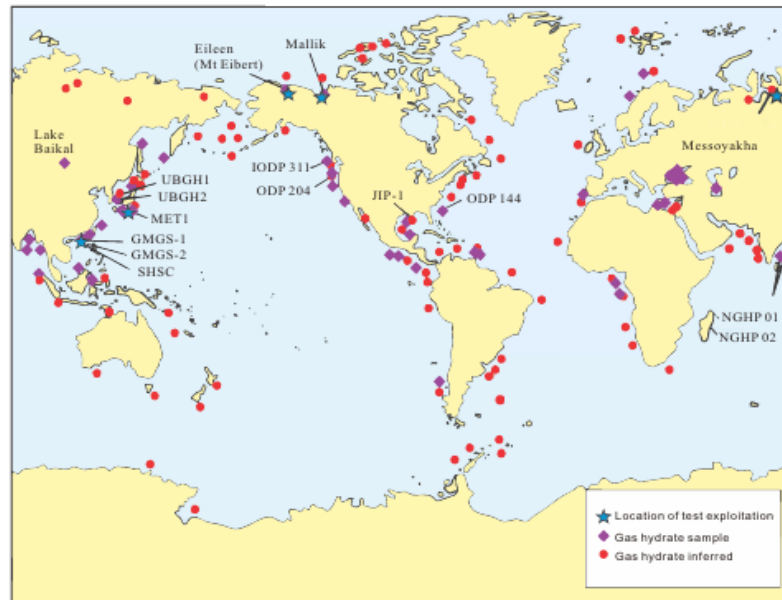 Eileen
(Mt Eibert)
Mallik
Lake
Baikal
Messoyakha
IODP 311
ODP 204
UBGH1
UBGH2
JIP-1
ODP 144
MET1
GMGS-1
GMGS-2
SHSC
NGHP 01
NGHP 02
Location of test exploitation
Gas hydrate sample
Gas hydrate inferred